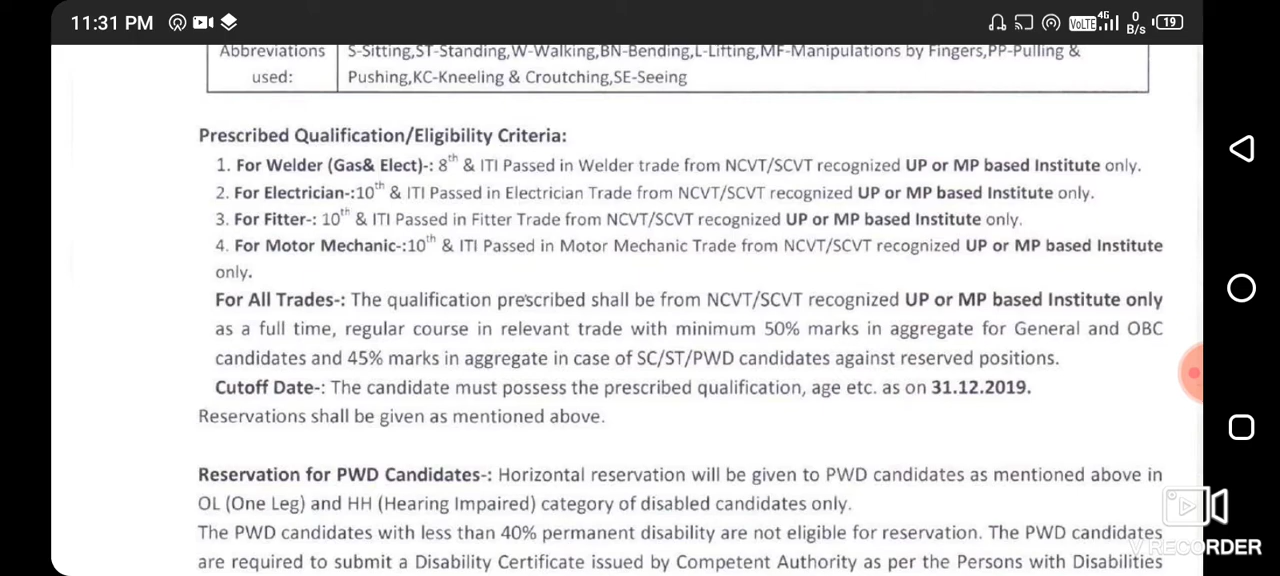 11:31 PM
4G
VoLTE
0
B/s
19
Abbreviations
used:
S-Sitting,ST-Standing,W-Walking,BN-Bending,L-Lifting,MF-Manipulations by Fingers,PP-Pulling &
Pushing,KC-Kneeling & Croutching,SE-Seeing
Prescribed Qualification/Eligibility Criteria:
1. For Welder (Gas& Elect)-: 8th & ITI Passed in Welder trade from NCVT/SCVT recognized UP or MP based Institute only.
2. For Electrician-:10th & ITI Passed in Electrician Trade from NCVT/SCVT recognized UP or MP based Institute only.
3. For Fitter-: 10th & ITI Passed in Fitter Trade from NCVT/SCVT recognized UP or MP based Institute only.
4. For Motor Mechanic-:10th & ITI Passed in Motor Mechanic Trade from NCVT/SCVT recognized UP or MP based Institute
only.
For All Trades-: The qualification prescribed shall be from NCVT/SCVT recognized UP or MP based Institute only
as a full time, regular course in relevant trade with minimum 50% marks in aggregate for General and OBC
candidates and 45% marks in aggregate in case of SC/ST/PWD candidates against reserved positions.
Cutoff Date-: The candidate must possess the prescribed qualification, age etc. as on 31.12.2019.
Reservations shall be given as mentioned above.
Reservation for PWD Candidates-: Horizontal reservation will be given to PWD candidates as mentioned above in
OL (One Leg) and HH (Hearing Impaired) category of disabled candidates only.
The PWD candidates with less than 40% permanent disability are not eligible for reservation. The PWD candidates
are required to submit a Disability Certificate issued by Competent Authority as per the Persons with Disabilities
V RECORDER